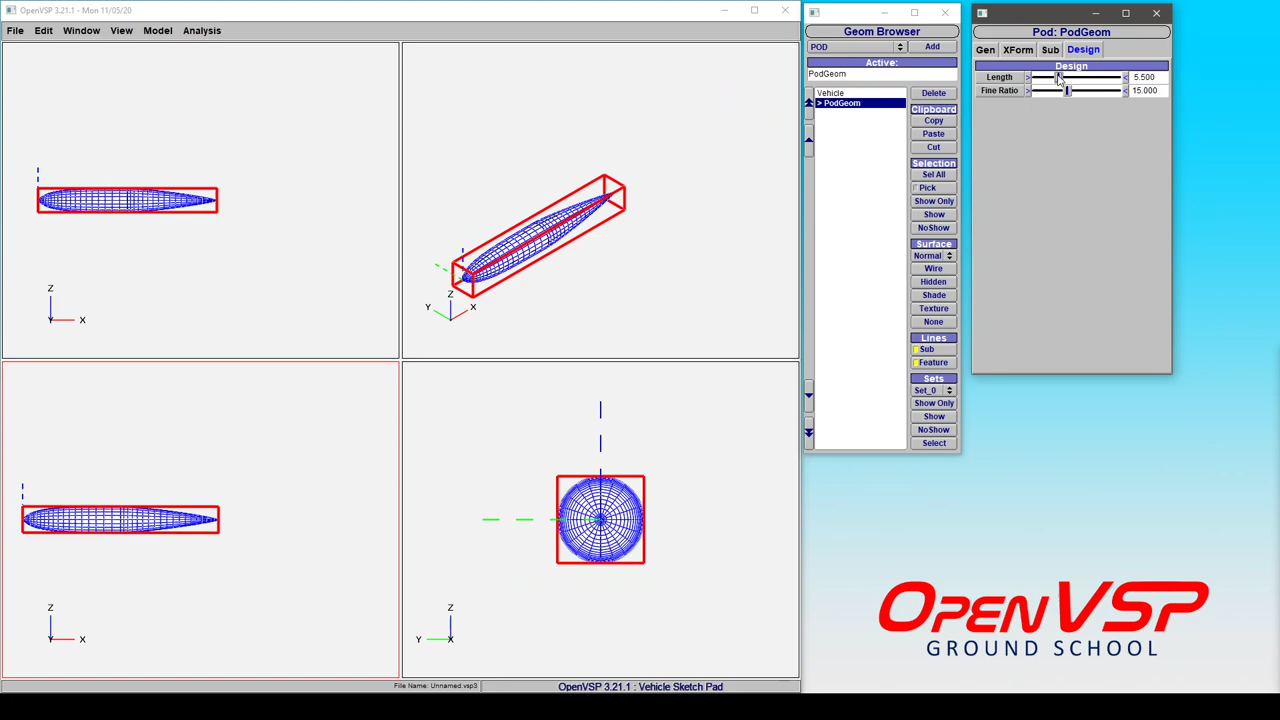 OpenVSP 3.21.1 - Mon 11/05/20
File Edit Window View Model Analysis
Z
Y X
Z
Y X
Z
Y X
Z
Y X
File Name: Unnamed.vsp3
OpenVSP 3.21.1 : Vehicle Sketch Pad
Geom Browser
POD Add
Active:
PodGeom
Vehicle
> PodGeom
Delete
Clipboard
Copy
Paste
Cut
Selection
Sel All
Pick
Show Only
Show
NoShow
Surface
Normal
Wire
Hidden
Shade
Texture
None
Lines
Sub
Feature
Sets
Set_0
Show Only
Show
NoShow
Select
Pod: PodGeom
Gen XForm Sub Design
Design
Length > < 5.500
Fine Ratio > < 15.000
OPENVSP
GROUND SCHOOL